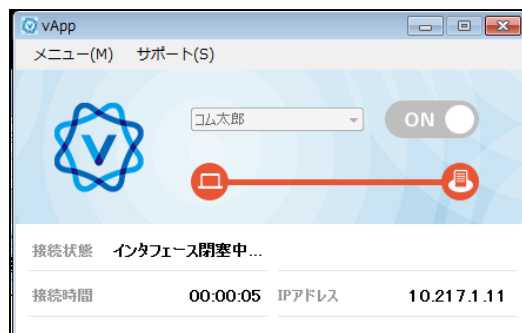 vApp
メニュー(M) サポート(S)
コム太郎 ON
接続状態 インタフェース閉塞中...
接続時間 00:00:05 IPアドレス 10.217.1.11